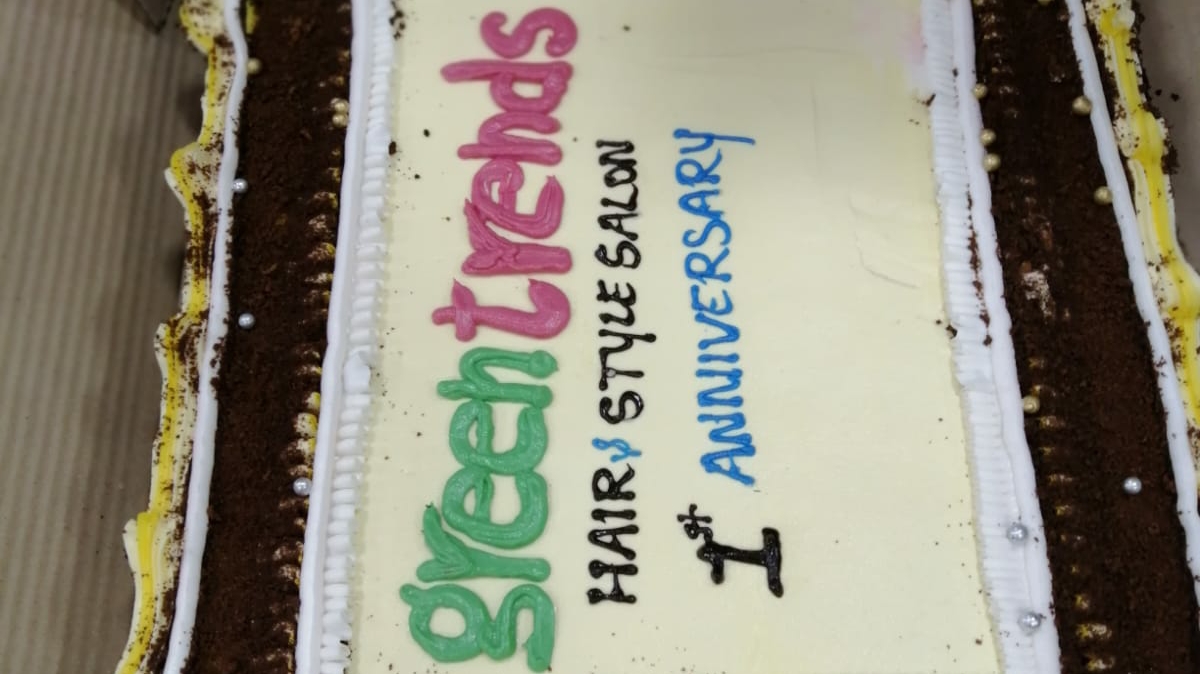 green trends
HAIR & STYLE SALON
1st ANNIVERSARY